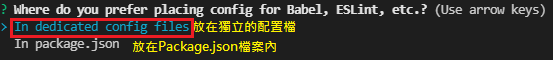 ? Where do you prefer placing config for Babel, ESLint, etc.? (Use arrow keys)
> In dedicated config files 放在獨立的配置檔
In package.json 放在Package.json檔案內